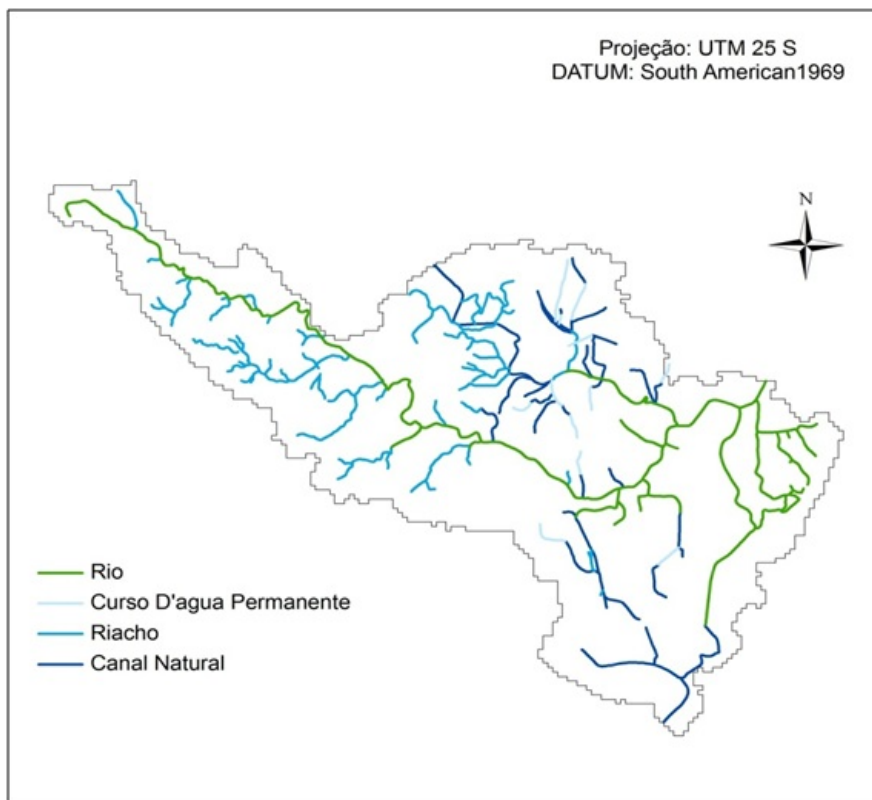 Projeção: UTM 25 S
DATUM: South American1969
N
Rio
Curso D'agua Permanente
Riacho
Canal Natural